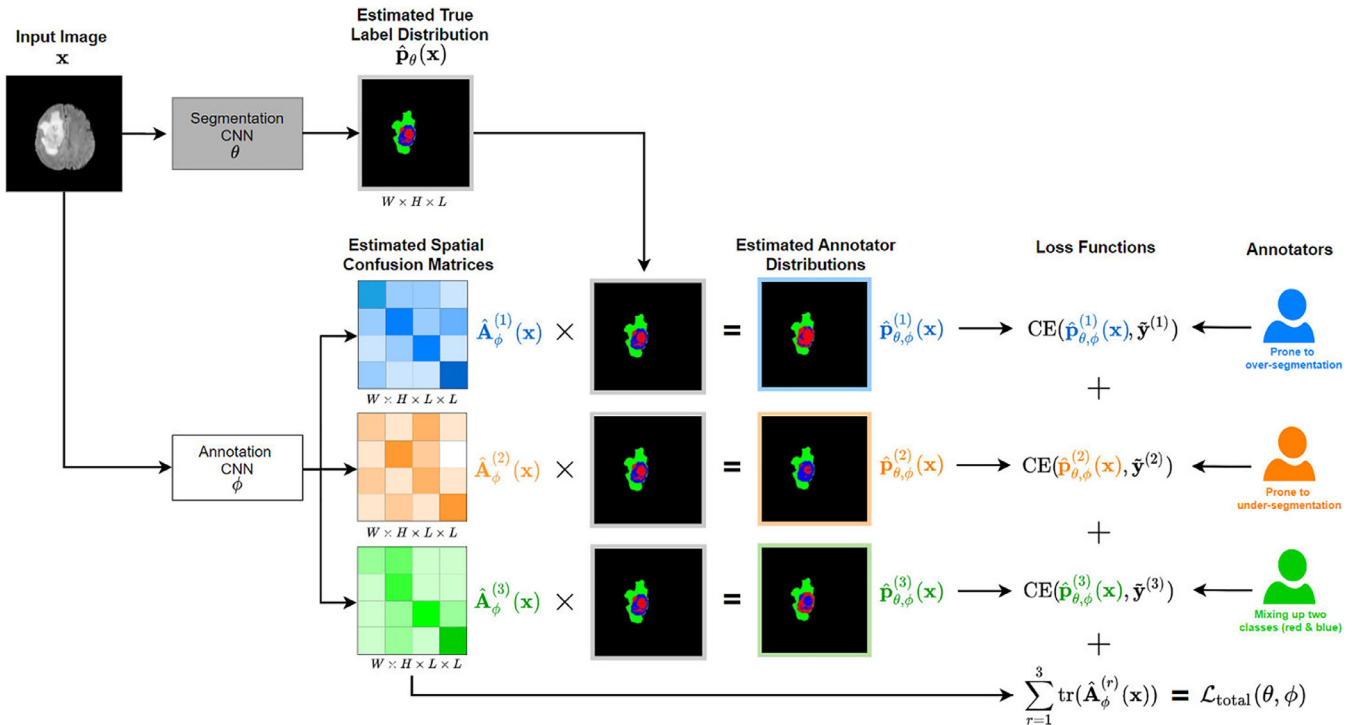 Input Image
x
Estimated True
Label Distribution
p̂_θ(x)
Segmentation
CNN
θ
W × H × L
Estimated Spatial
Confusion Matrices
Estimated Annotator
Distributions
Loss Functions
Annotators
Â_ϕ^(1)(x) × = p̂_θ,ϕ^(1)(x) CE(p̂_θ,ϕ^(1)(x), ỹ^(1))
Prone to
over-segmentation
W × H × L × L
+
Annotation
CNN
ϕ
Â_ϕ^(2)(x) × = p̂_θ,ϕ^(2)(x) CE(p̂_θ,ϕ^(2)(x), ỹ^(2))
Prone to
under-segmentation
W × H × L × L
+
Â_ϕ^(3)(x) × = p̂_θ,ϕ^(3)(x) CE(p̂_θ,ϕ^(3)(x), ỹ^(3))
Mixing up two
classes (red & blue)
W × H × L × L
+
∑_{r=1}^{3} tr(Â_ϕ^(r)(x)) = ℒ_total(θ, ϕ)